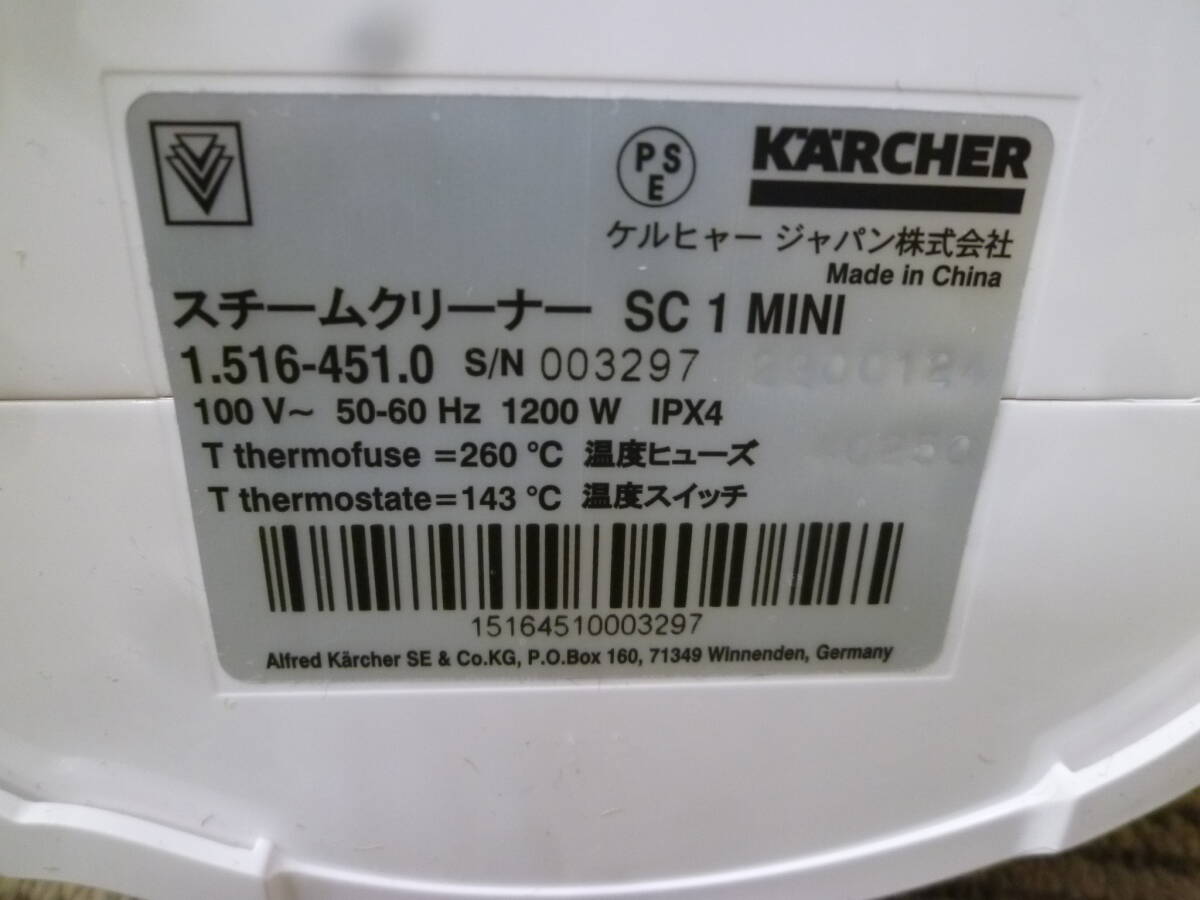 PSE
KÄRCHER
ケルヒャー ジャパン株式会社
Made in China
スチームクリーナー SC 1 MINI
1.516-451.0 S/N 003297
100 V~ 50-60 Hz 1200 W IPX4
T thermofuse =260 °C 温度ヒューズ
T thermostate=143 °C 温度スイッチ
15164510003297
Alfred Kärcher SE & Co.KG, P.O.Box 160, 71349 Winnenden, Germany